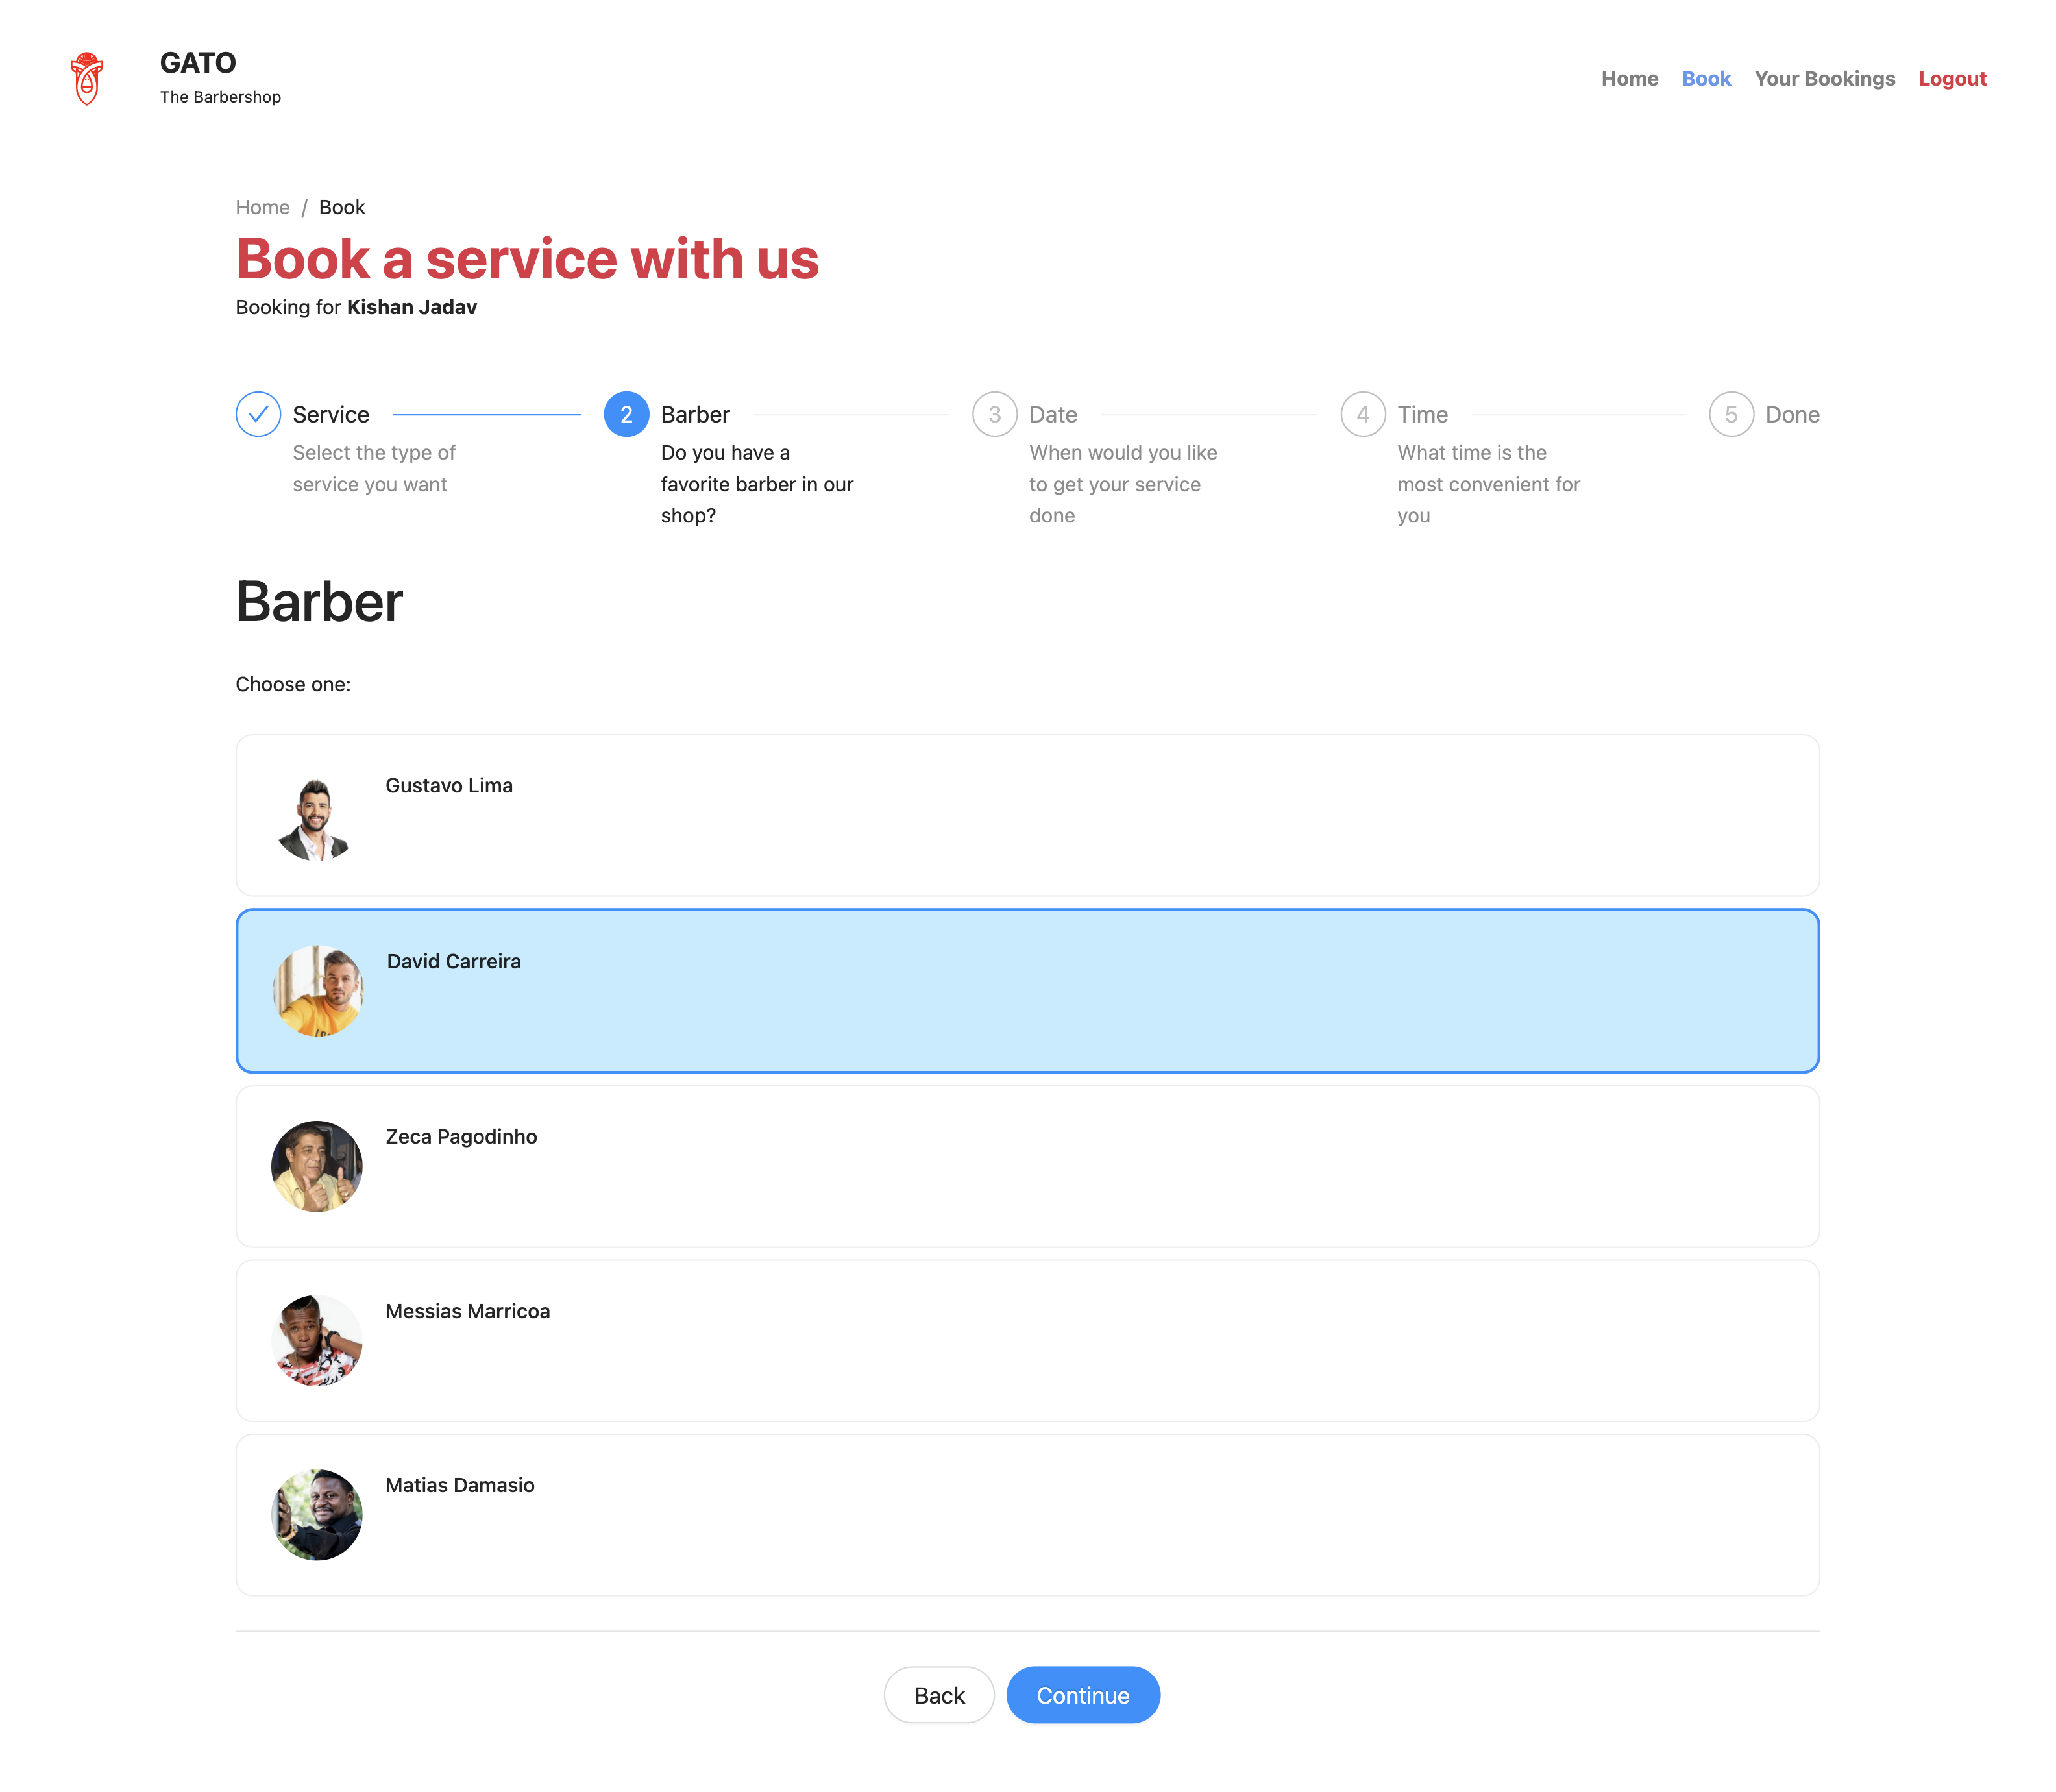 GATO
The Barbershop
Home
Book
Your Bookings
Logout
Home / Book
Book a service with us
Booking for Kishan Jadav
Service
Select the type of
service you want
2
Barber
Do you have a
favorite barber in our
shop?
3
Date
When would you like
to get your service
done
4
Time
What time is the
most convenient for
you
5
Done
Barber
Choose one:
Gustavo Lima
David Carreira
Zeca Pagodinho
Messias Marricoa
Matias Damasio
Back
Continue